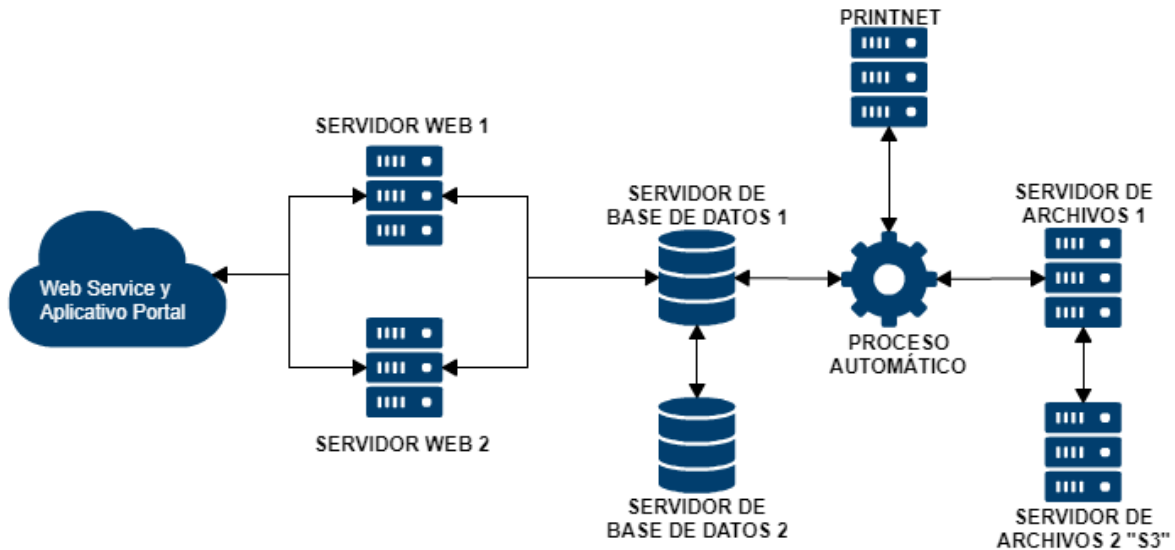 PRINTNET
SERVIDOR WEB 1
SERVIDOR DE
BASE DE DATOS 1
SERVIDOR DE
ARCHIVOS 1
Web Service y
Aplicativo Portal
PROCESO
AUTOMÁTICO
SERVIDOR WEB 2
SERVIDOR DE
BASE DE DATOS 2
SERVIDOR DE
ARCHIVOS 2 "S3"